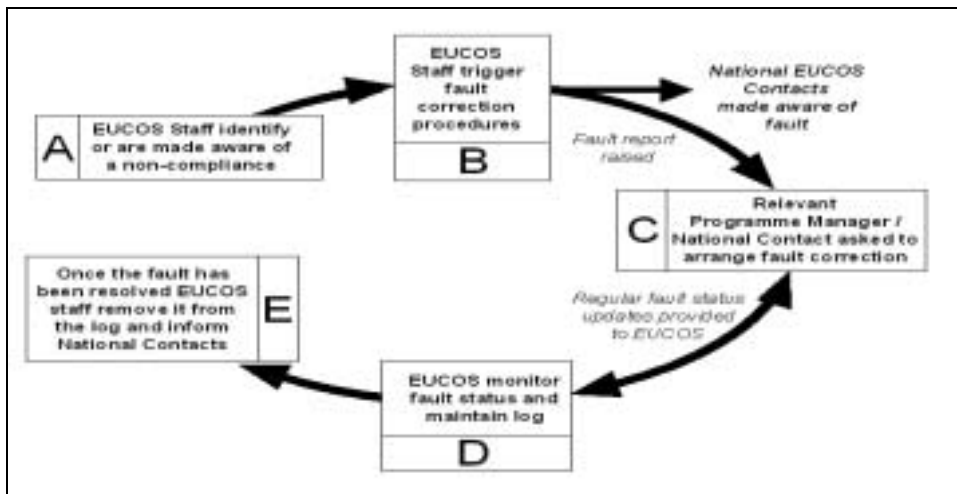 A
EUCOS Staff identify
or are made aware of
a non-compliance
EUCOS
Staff trigger
fault
correction
procedures
B
National EUCOS
Contacts
made aware of
fault
Fault report
raised
C
Relevant
Programme Manager /
National Contact asked to
arrange fault correction
Regular fault status
updates provided
to EUCOS
EUCOS monitor
fault status and
maintain log
D
Once the fault has
been resolved EUCOS
staff remove it from
the log and inform
National Contacts
E